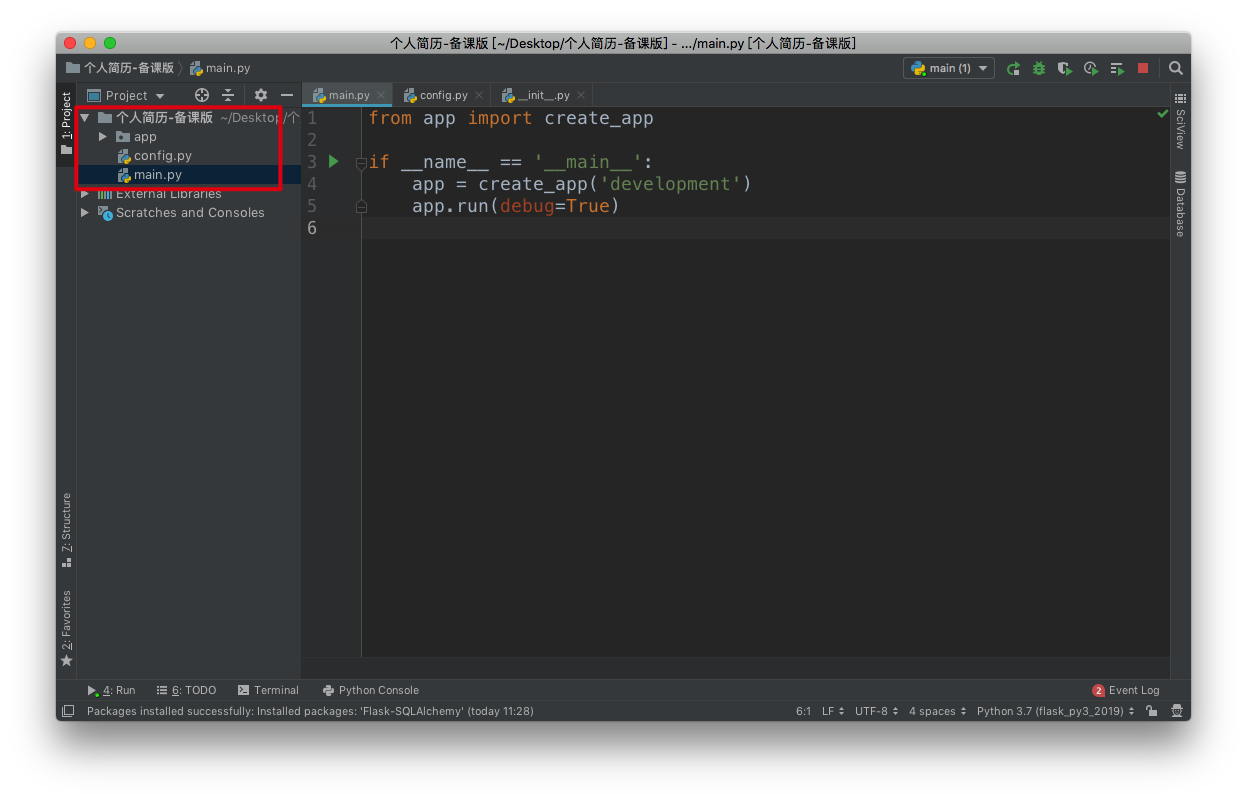 个人简历-备课版 [~/Desktop/个人简历-备课版] - .../main.py [个人简历-备课版]
个人简历-备课版 main.py
main (1)
1: Project
Project
main.py
config.py
__init__.py
个人简历-备课版 ~/Desktop/个
app
config.py
main.py
External Libraries
Scratches and Consoles
1 from app import create_app
2
3 if __name__ == '__main__':
4     app = create_app('development')
5     app.run(debug=True)
6
SciView
Database
7: Structure
2: Favorites
4: Run
6: TODO
Terminal
Python Console
2 Event Log
Packages installed successfully: Installed packages: 'Flask-SQLAlchemy' (today 11:28)
6:1 LF UTF-8 4 spaces Python 3.7 (flask_py3_2019)